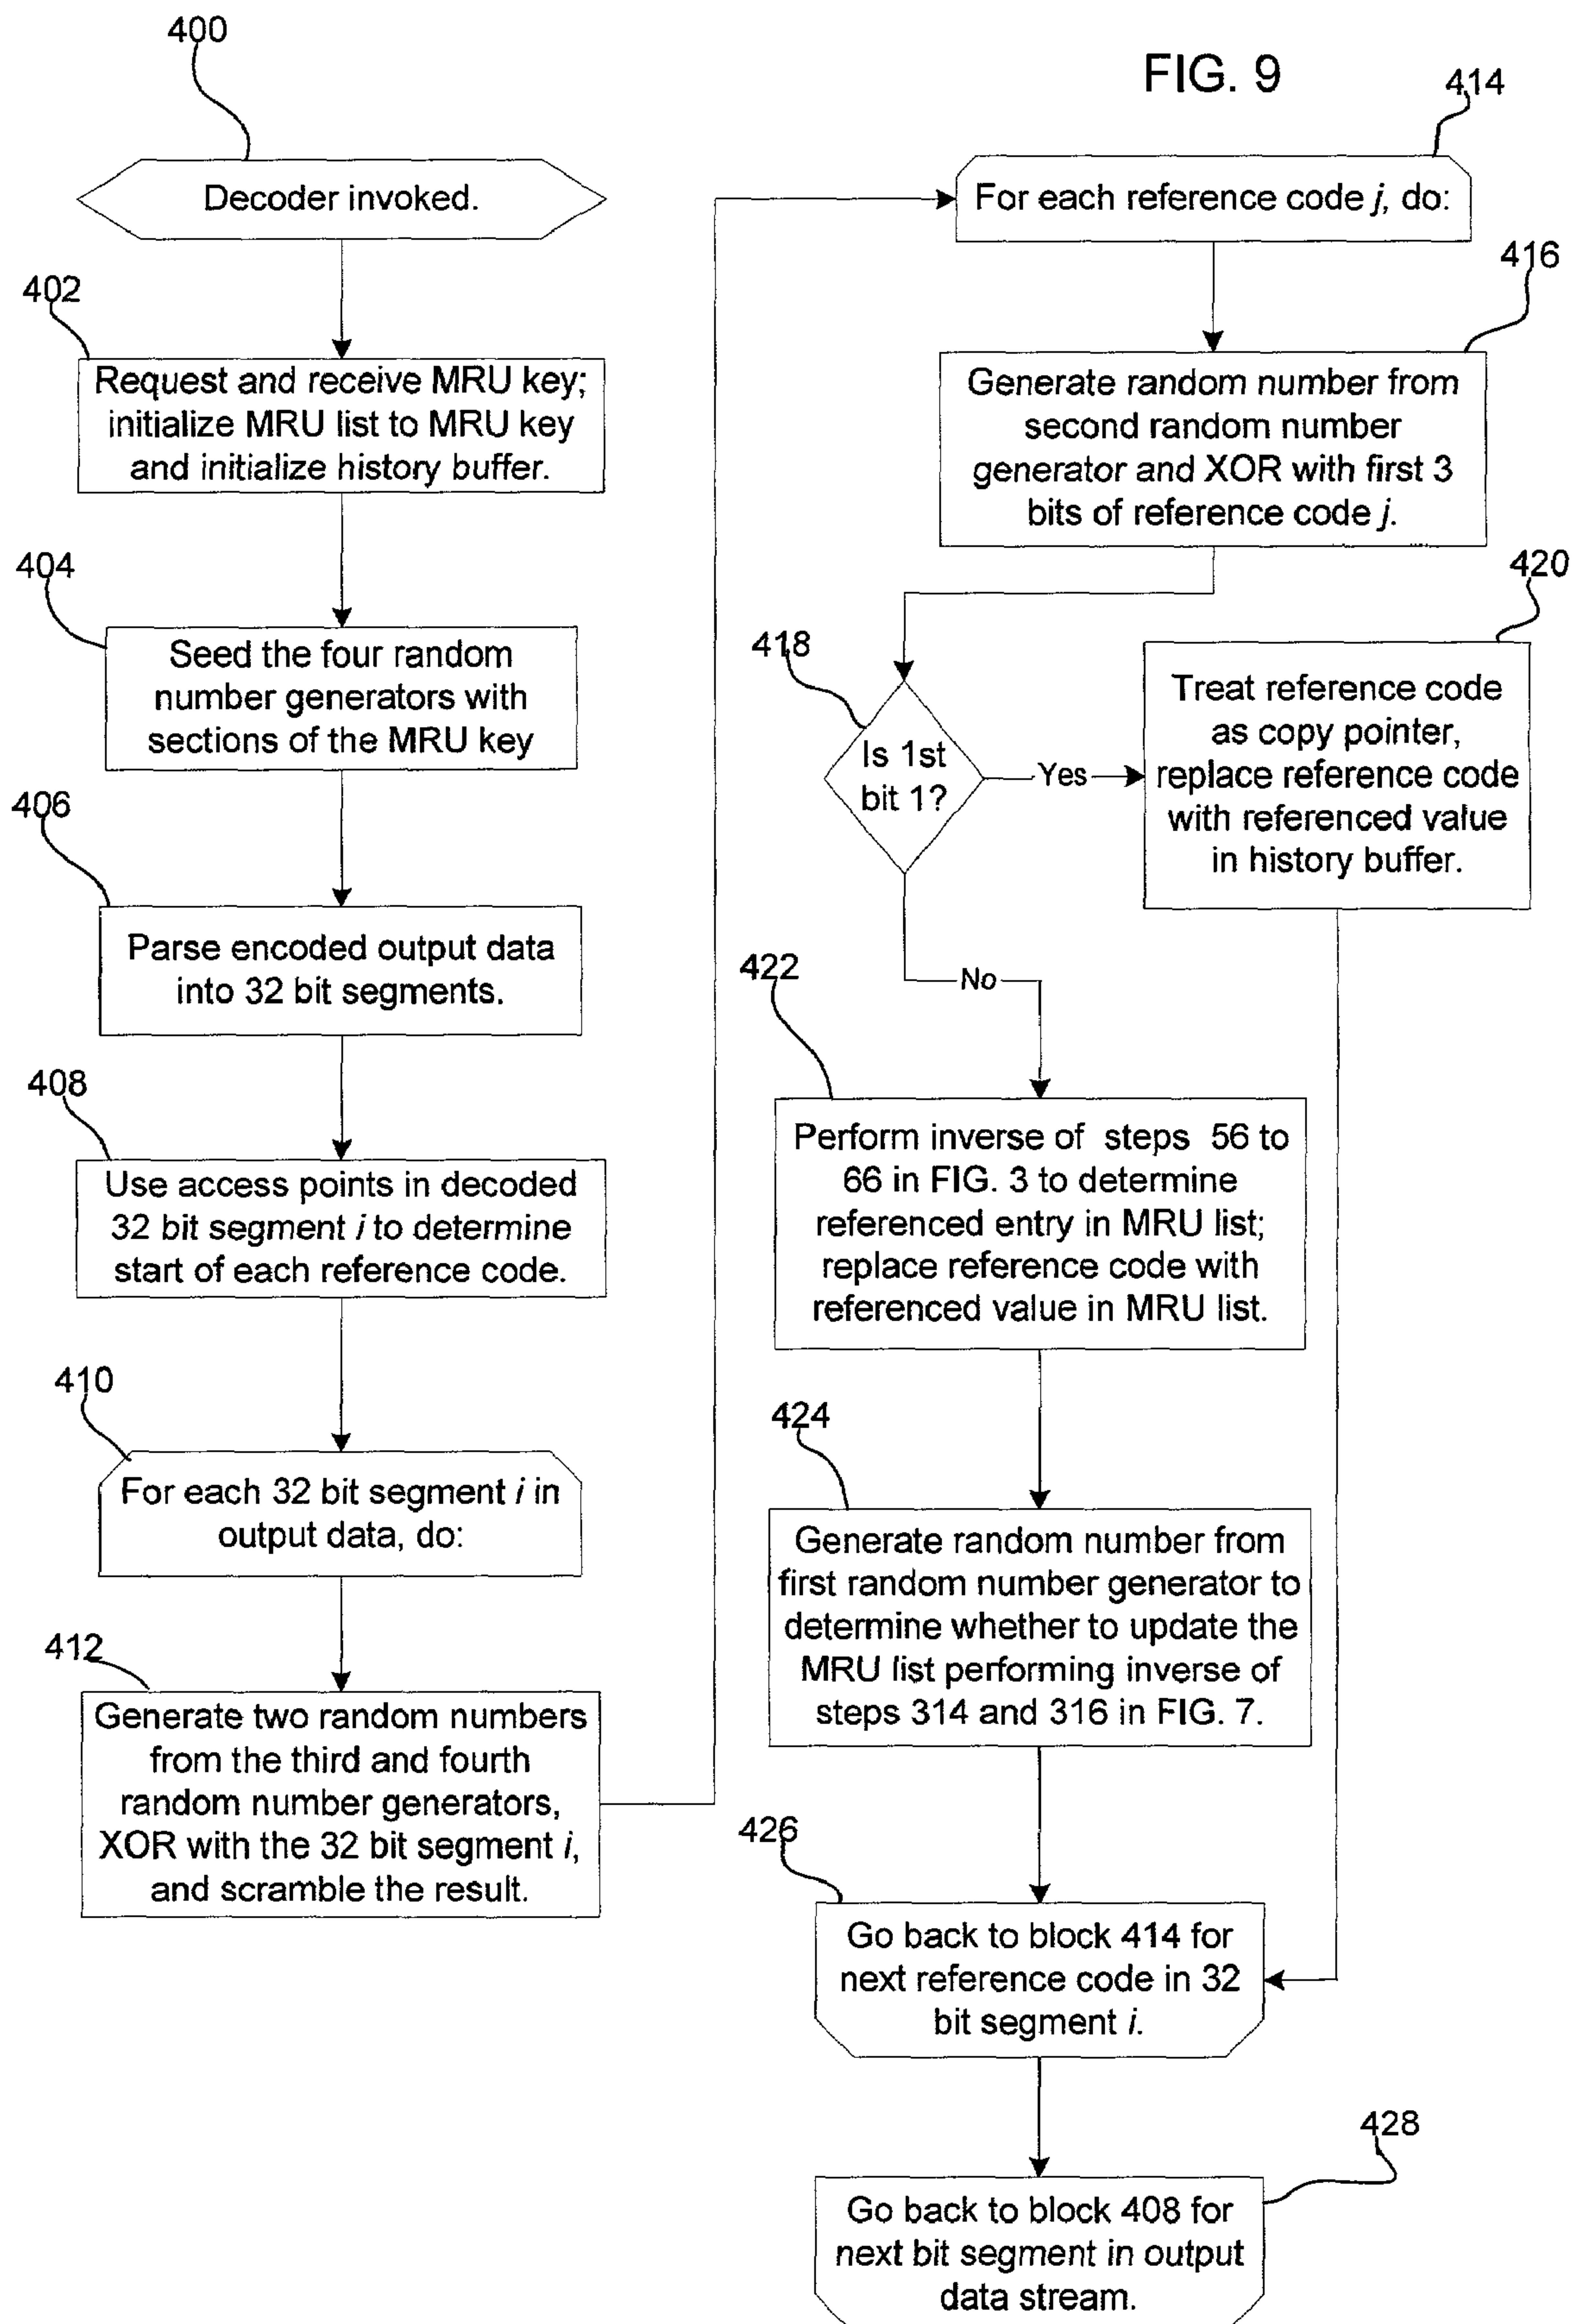 FIG. 9
400
Decoder invoked.
402
Request and receive MRU key;
initialize MRU list to MRU key
and initialize history buffer.
404
Seed the four random
number generators with
sections of the MRU key
406
Parse encoded output data
into 32 bit segments.
408
Use access points in decoded
32 bit segment i to determine
start of each reference code.
410
For each 32 bit segment i in
output data, do:
412
Generate two random numbers
from the third and fourth
random number generators,
XOR with the 32 bit segment i,
and scramble the result.
414
For each reference code j, do:
416
Generate random number from
second random number
generator and XOR with first 3
bits of reference code j.
418
Is 1st
bit 1?
Yes
420
Treat reference code
as copy pointer,
replace reference code
with referenced value
in history buffer.
No
422
Perform inverse of steps 56 to
66 in FIG. 3 to determine
referenced entry in MRU list;
replace reference code with
referenced value in MRU list.
424
Generate random number from
first random number generator to
determine whether to update the
MRU list performing inverse of
steps 314 and 316 in FIG. 7.
426
Go back to block 414 for
next reference code in 32
bit segment i.
428
Go back to block 408 for
next bit segment in output
data stream.